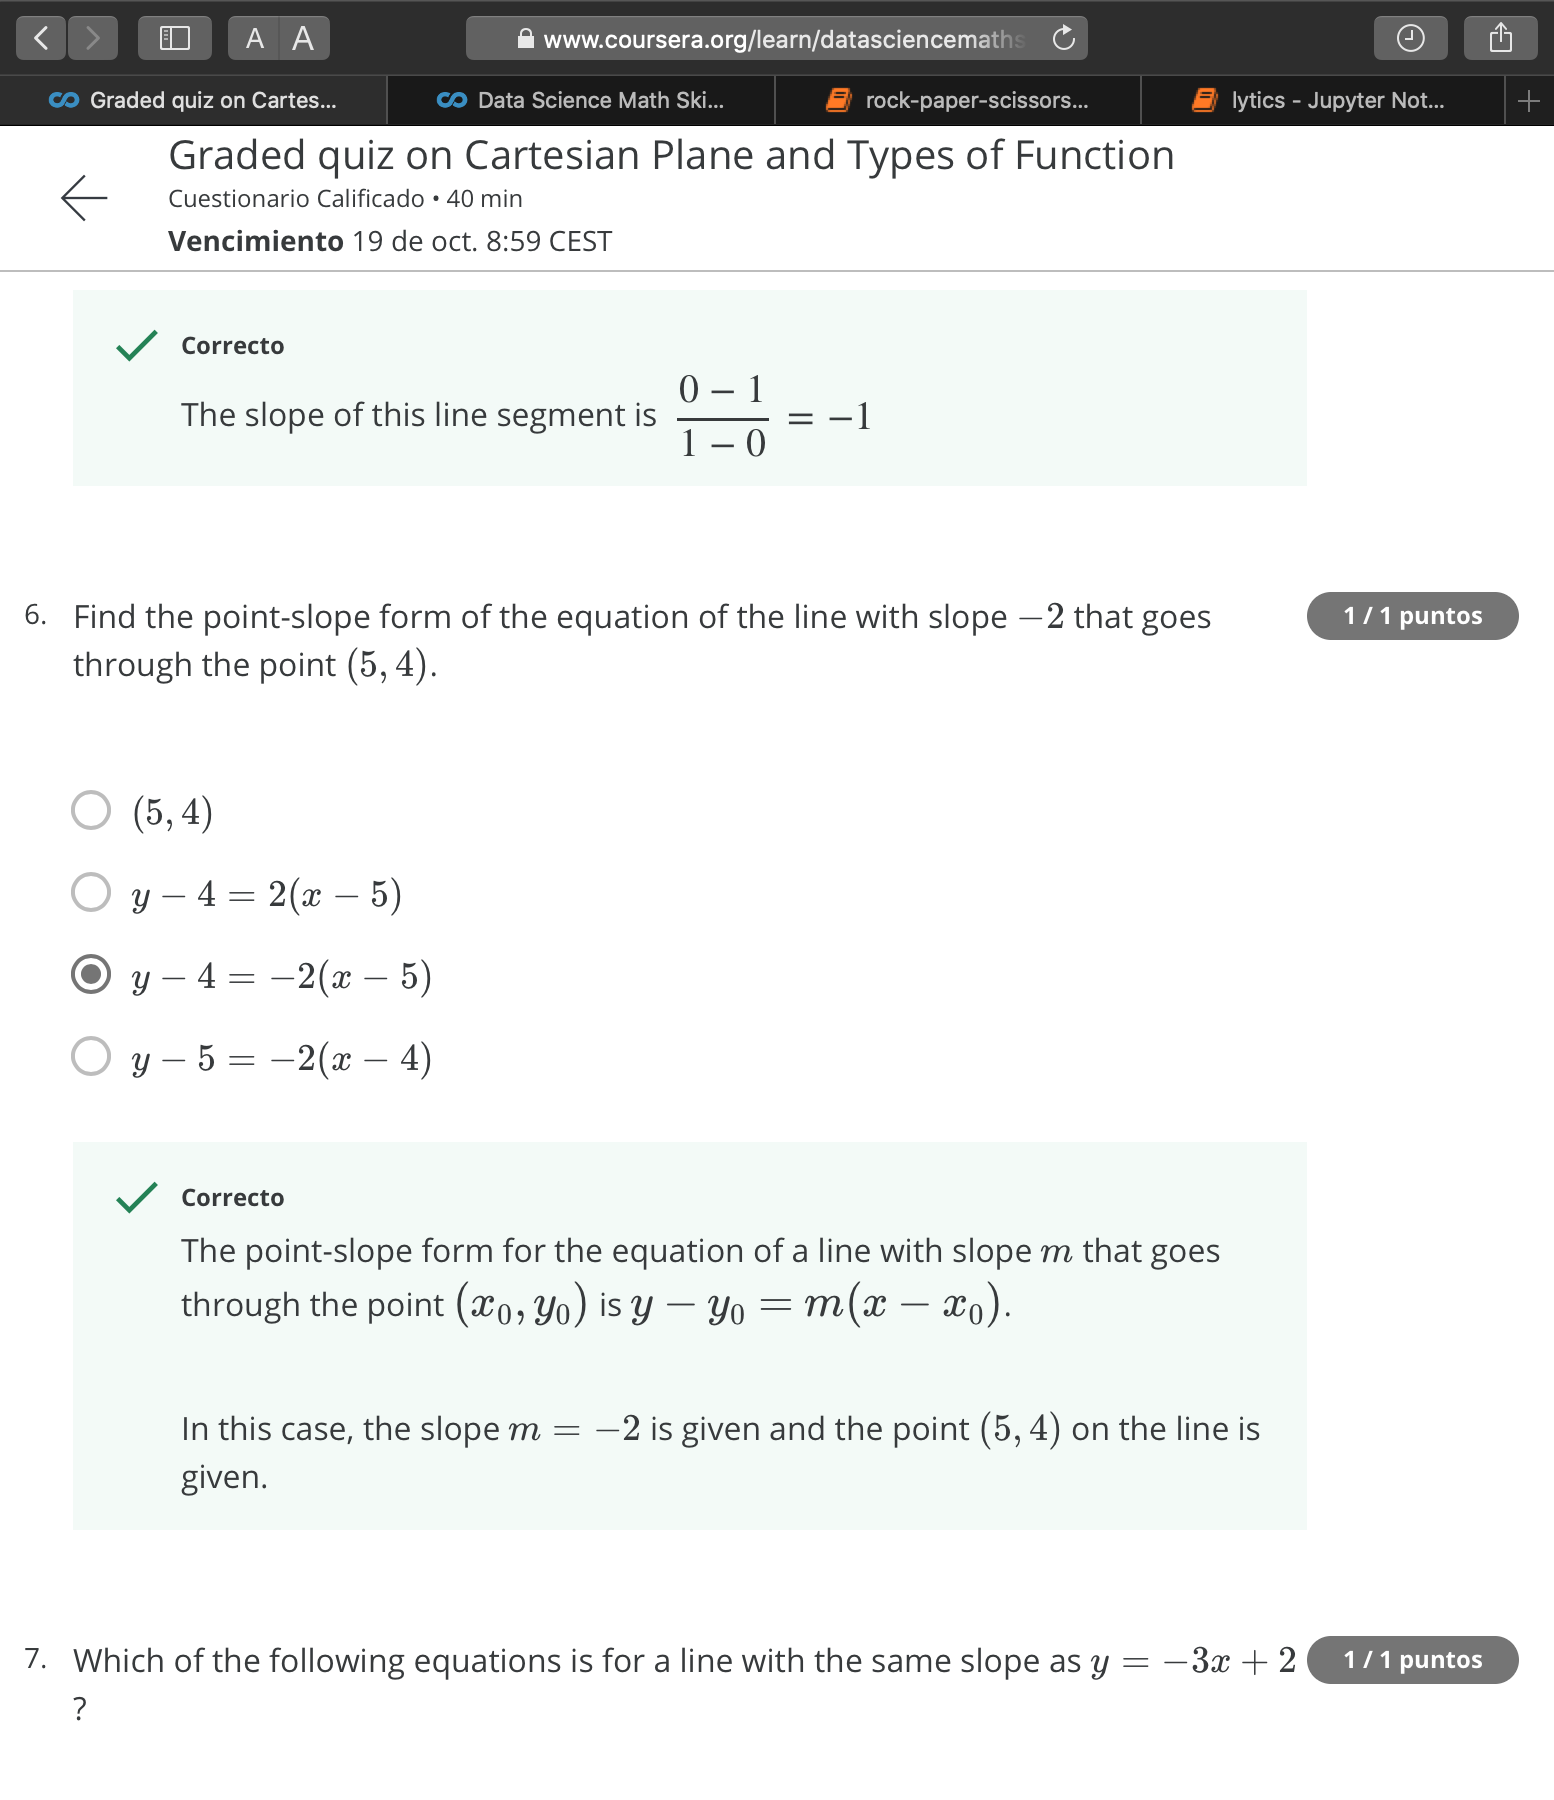 A A
www.coursera.org/learn/datasciencemaths
Graded quiz on Cartes...
Data Science Math Ski...
rock-paper-scissors...
lytics - Jupyter Not...
Graded quiz on Cartesian Plane and Types of Function
Cuestionario Calificado • 40 min
Vencimiento 19 de oct. 8:59 CEST
Correcto
The slope of this line segment is \frac{0 − 1}{1 − 0} = −1
6. Find the point-slope form of the equation of the line with slope −2 that goes
1 / 1 puntos
through the point (5, 4).
(5, 4)
y − 4 = 2(x − 5)
y − 4 = −2(x − 5)
y − 5 = −2(x − 4)
Correcto
The point-slope form for the equation of a line with slope m that goes
through the point (x₀, y₀) is y − y₀ = m(x − x₀).
In this case, the slope m = −2 is given and the point (5, 4) on the line is
given.
7. Which of the following equations is for a line with the same slope as y = −3x + 2
1 / 1 puntos
?